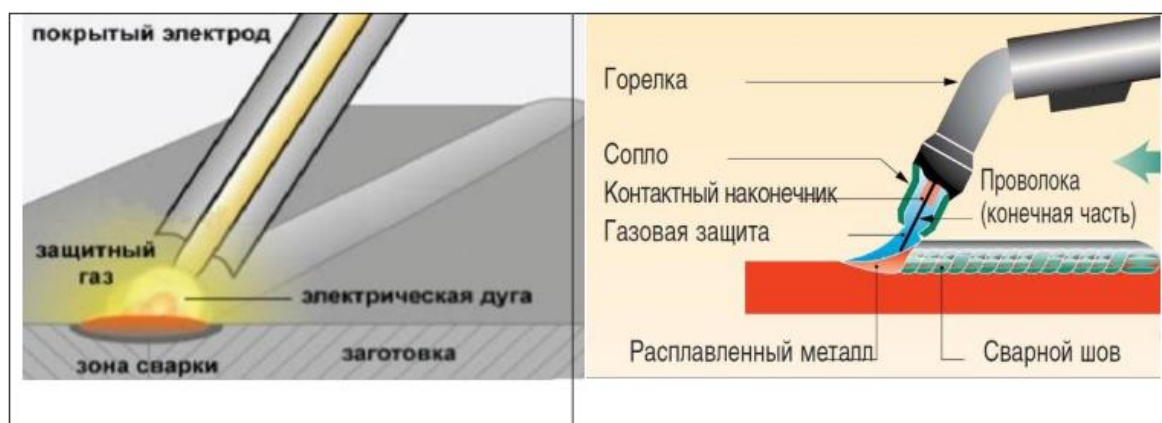 покрытый электрод
защитный
газ
электрическая дуга
зона сварки
заготовка
Горелка
Сопло
Контактный наконечник
Газовая защита
Проволока
(конечная часть)
Расплавленный металл
Сварной шов